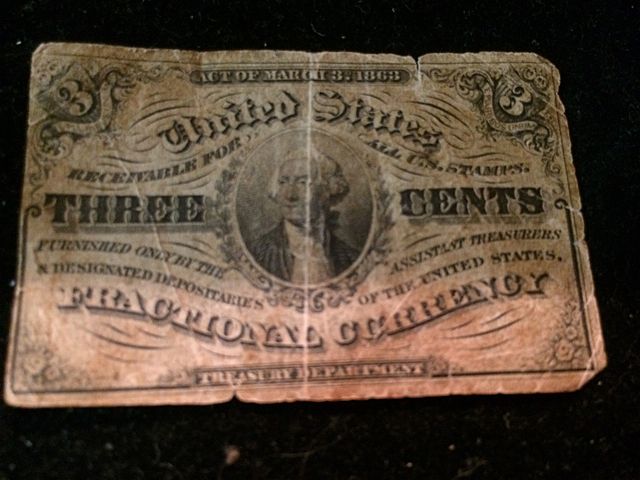 ACT OF MARCH 3. 1863
3 3
United States
RECEIVABLE FOR ALL U.S. STAMPS.
THREE CENTS
FURNISHED ONLY BY THE ASSISTANT TREASURERS
& DESIGNATED DEPOSITARIES OF THE UNITED STATES.
FRACTIONAL CURRENCY
TREASURY DEPARTMENT